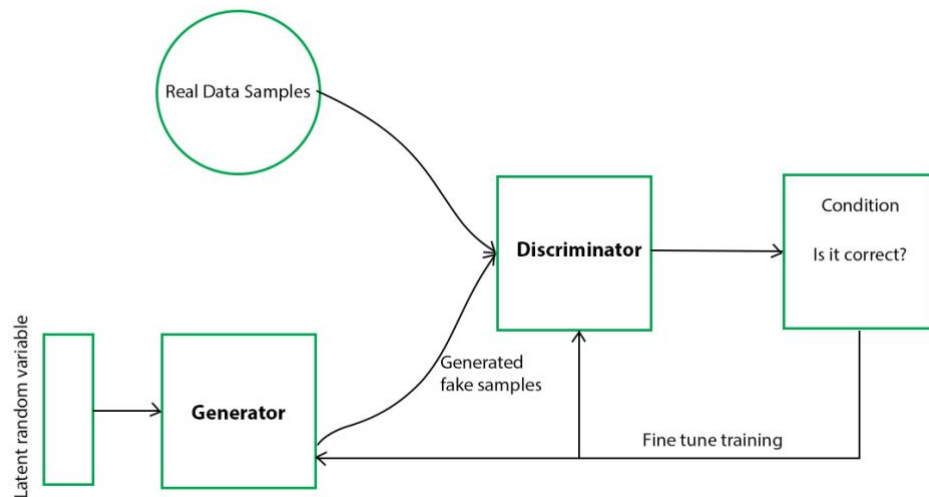 Real Data Samples
Discriminator
Condition
Is it correct?
Latent random variable
Generator
Generated
fake samples
Fine tune training